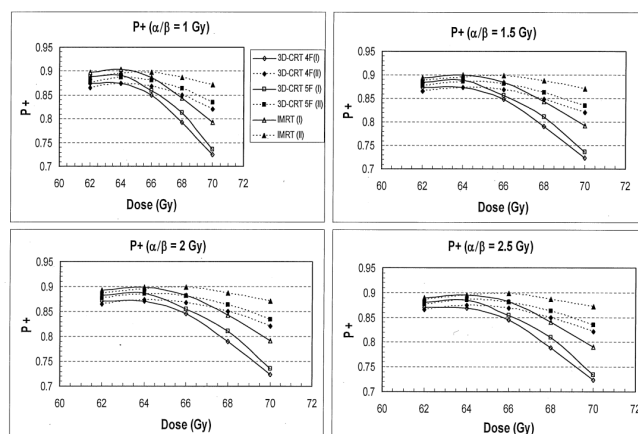 P+ (α/β = 1 Gy)
P+
0.95
0.9
0.85
0.8
0.75
0.7
60 62 64 66 68 70 72
Dose (Gy)
3D-CRT 4F(I)
3D-CRT 4F(II)
3D-CRT 5F (I)
3D-CRT 5F (II)
IMRT (I)
IMRT (II)
P+ (α/β = 1.5 Gy)
P+
0.95
0.9
0.85
0.8
0.75
0.7
60 62 64 66 68 70 72
Dose (Gy)
P+ (α/β = 2 Gy)
P+
0.95
0.9
0.85
0.8
0.75
0.7
60 62 64 66 68 70 72
Dose (Gy)
P+ (α/β = 2.5 Gy)
P+
0.95
0.9
0.85
0.8
0.75
0.7
60 62 64 66 68 70 72
Dose (Gy)